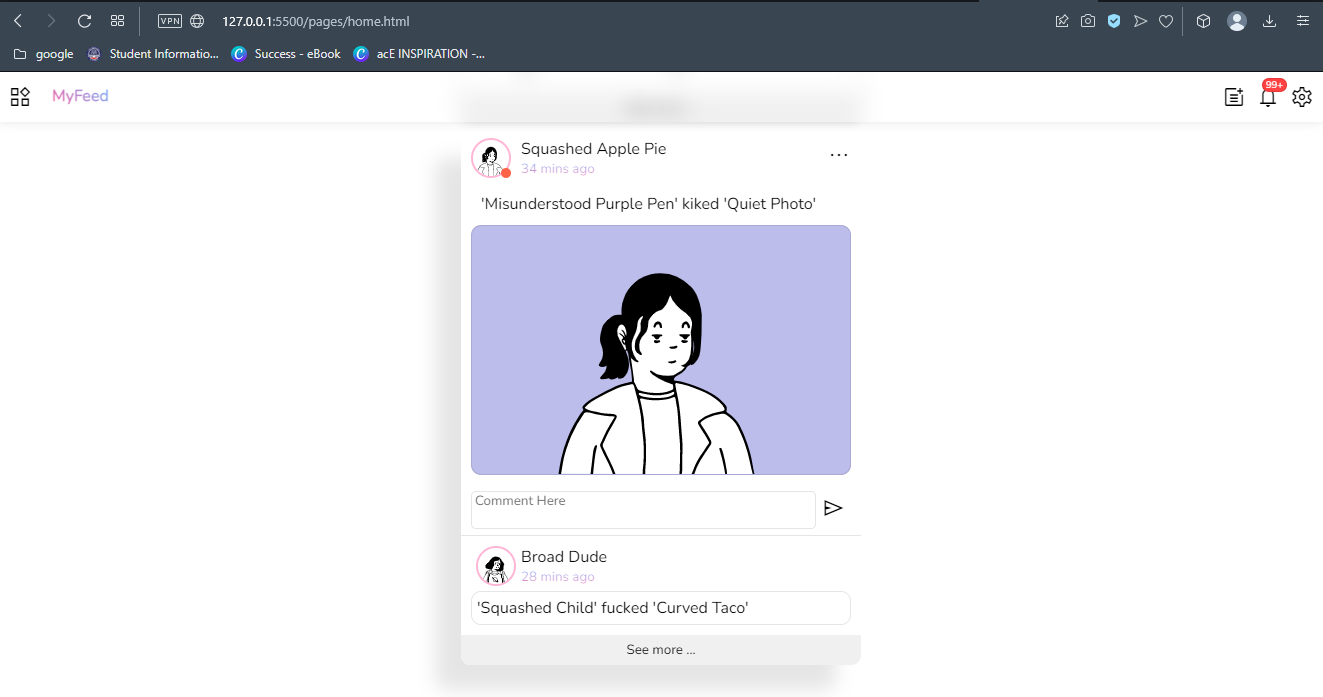 VPN 127.0.0.1:5500/pages/home.html
google Student Informatio... Success - eBook acE INSPIRATION -...
MyFeed 99+
Squashed Apple Pie ...
34 mins ago
'Misunderstood Purple Pen' kiked 'Quiet Photo'
Comment Here
Broad Dude
28 mins ago
'Squashed Child' fucked 'Curved Taco'
See more ...